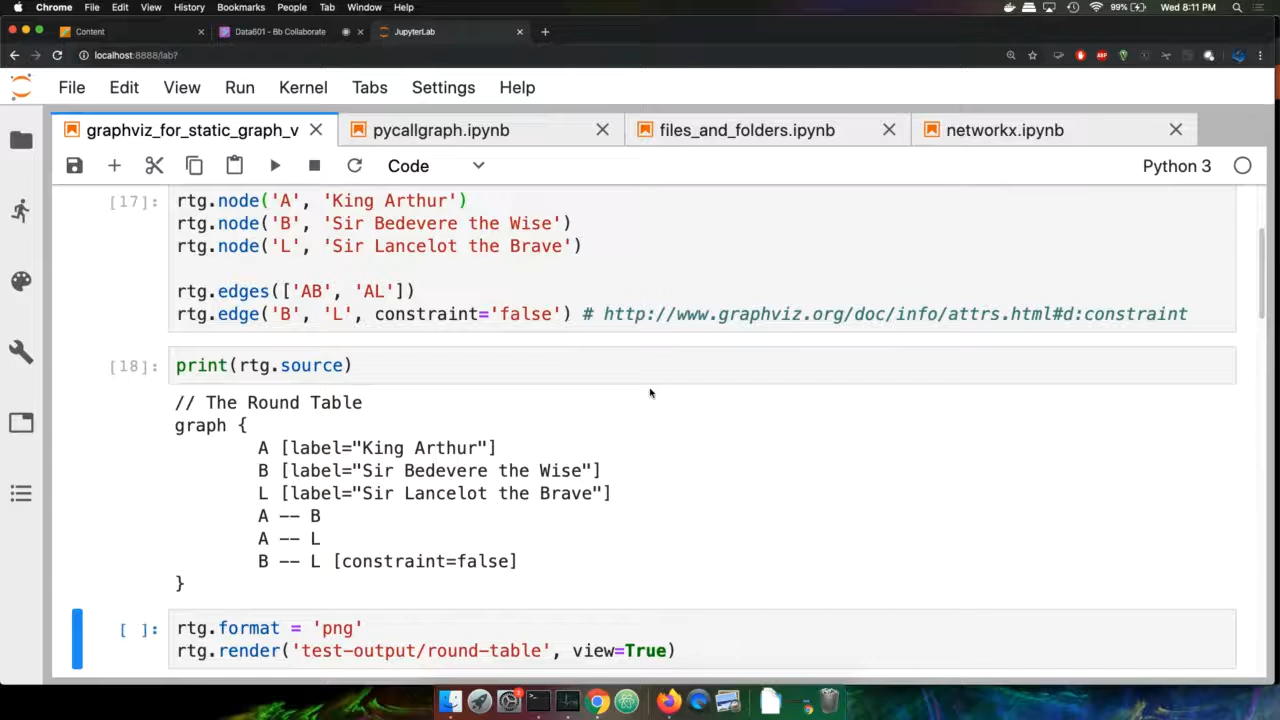 Chrome File Edit View History Bookmarks People Tab Window Help 99% Wed 8:11 PM
Content Data601 - Bb Collaborate JupyterLab
localhost:8888/lab?
File Edit View Run Kernel Tabs Settings Help
graphviz_for_static_graph_v pycallgraph.ipynb files_and_folders.ipynb networkx.ipynb
Code Python 3
[17]: rtg.node('A', 'King Arthur')
rtg.node('B', 'Sir Bedevere the Wise')
rtg.node('L', 'Sir Lancelot the Brave')
rtg.edges(['AB', 'AL'])
rtg.edge('B', 'L', constraint='false') # http://www.graphviz.org/doc/info/attrs.html#d:constraint
[18]: print(rtg.source)
// The Round Table
graph {
A [label="King Arthur"]
B [label="Sir Bedevere the Wise"]
L [label="Sir Lancelot the Brave"]
A -- B
A -- L
B -- L [constraint=false]
}
[ ]: rtg.format = 'png'
rtg.render('test-output/round-table', view=True)